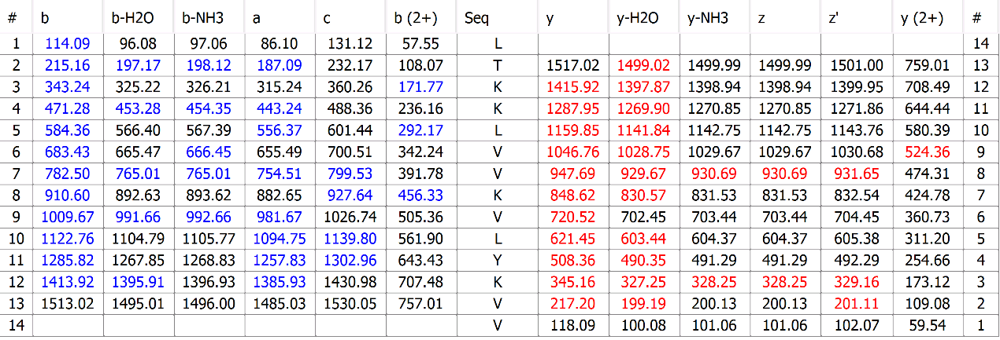 # b b-H2O b-NH3 a c b (2+) Seq y y-H2O y-NH3 z z' y (2+) #
1 114.09 96.08 97.06 86.10 131.12 57.55 L 14
2 215.16 197.17 198.12 187.09 232.17 108.07 T 1517.02 1499.02 1499.99 1499.99 1501.00 759.01 13
3 343.24 325.22 326.21 315.24 360.26 171.77 K 1415.92 1397.87 1398.94 1398.94 1399.95 708.49 12
4 471.28 453.28 454.35 443.24 488.36 236.16 K 1287.95 1269.90 1270.85 1270.85 1271.86 644.44 11
5 584.36 566.40 567.39 556.37 601.44 292.17 L 1159.85 1141.84 1142.75 1142.75 1143.76 580.39 10
6 683.43 665.47 666.45 655.49 700.51 342.24 V 1046.76 1028.75 1029.67 1029.67 1030.68 524.36 9
7 782.50 765.01 765.01 754.51 799.53 391.78 V 947.69 929.67 930.69 930.69 931.65 474.31 8
8 910.60 892.63 893.62 882.65 927.64 456.33 K 848.62 830.57 831.53 831.53 832.54 424.78 7
9 1009.67 991.66 992.66 981.67 1026.74 505.36 V 720.52 702.45 703.44 703.44 704.45 360.73 6
10 1122.76 1104.79 1105.77 1094.75 1139.80 561.90 L 621.45 603.44 604.37 604.37 605.38 311.20 5
11 1285.82 1267.85 1268.83 1257.83 1302.96 643.43 Y 508.36 490.35 491.29 491.29 492.29 254.66 4
12 1413.92 1395.91 1396.93 1385.93 1430.98 707.48 K 345.16 327.25 328.25 328.25 329.16 173.12 3
13 1513.02 1495.01 1496.00 1485.03 1530.05 757.01 V 217.20 199.19 200.13 200.13 201.11 109.08 2
14 V 118.09 100.08 101.06 101.06 102.07 59.54 1